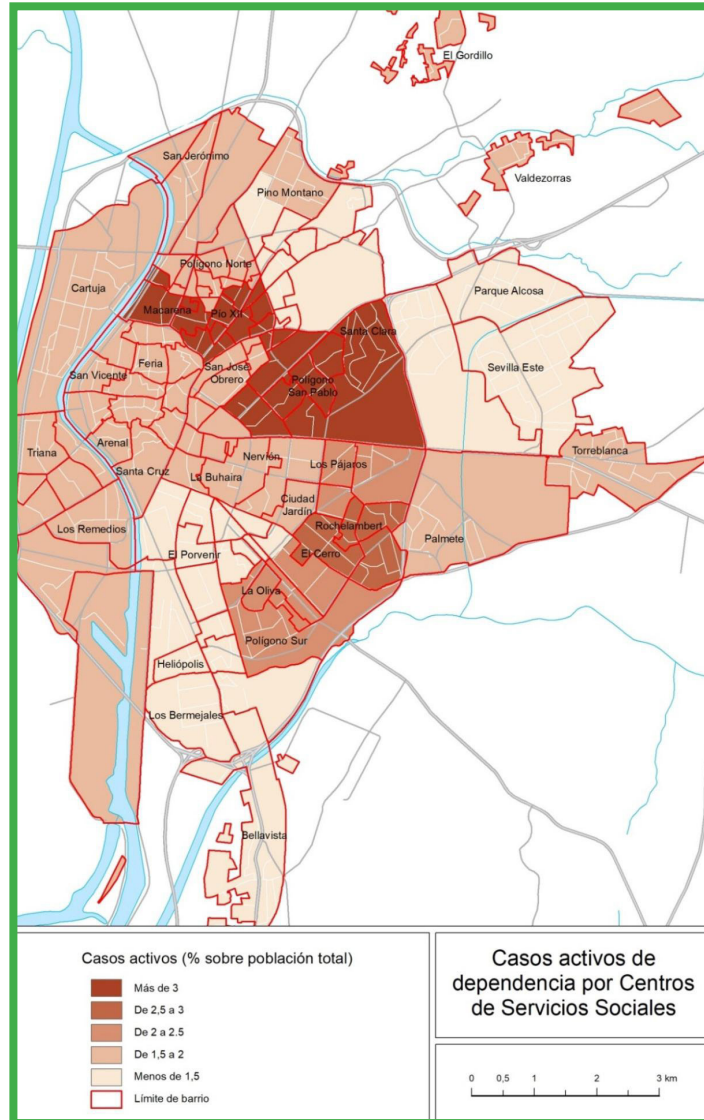 El Gordillo
San Jerónimo
Valdezorras
Pino Montano
Polígono Norte
Cartuja
Parque Alcosa
Macarena
Pío XII
Santa Clara
Feria
San José
Obrero
Sevilla Este
San Vicente
Polígono
San Pablo
Arenal
Triana
Nervión
Torreblanca
Santa Cruz
La Buhaira
Los Pájaros
Ciudad
Jardín
Los Remedios
Rochelambert
Palmete
El Porvenir
El Cerro
La Oliva
Polígono Sur
Heliópolis
Los Bermejales
Bellavista
Casos activos (% sobre población total)
Más de 3
De 2,5 a 3
De 2 a 2.5
De 1,5 a 2
Menos de 1,5
Límite de barrio
Casos activos de
dependencia por Centros
de Servicios Sociales
0 0,5 1 2 3 km